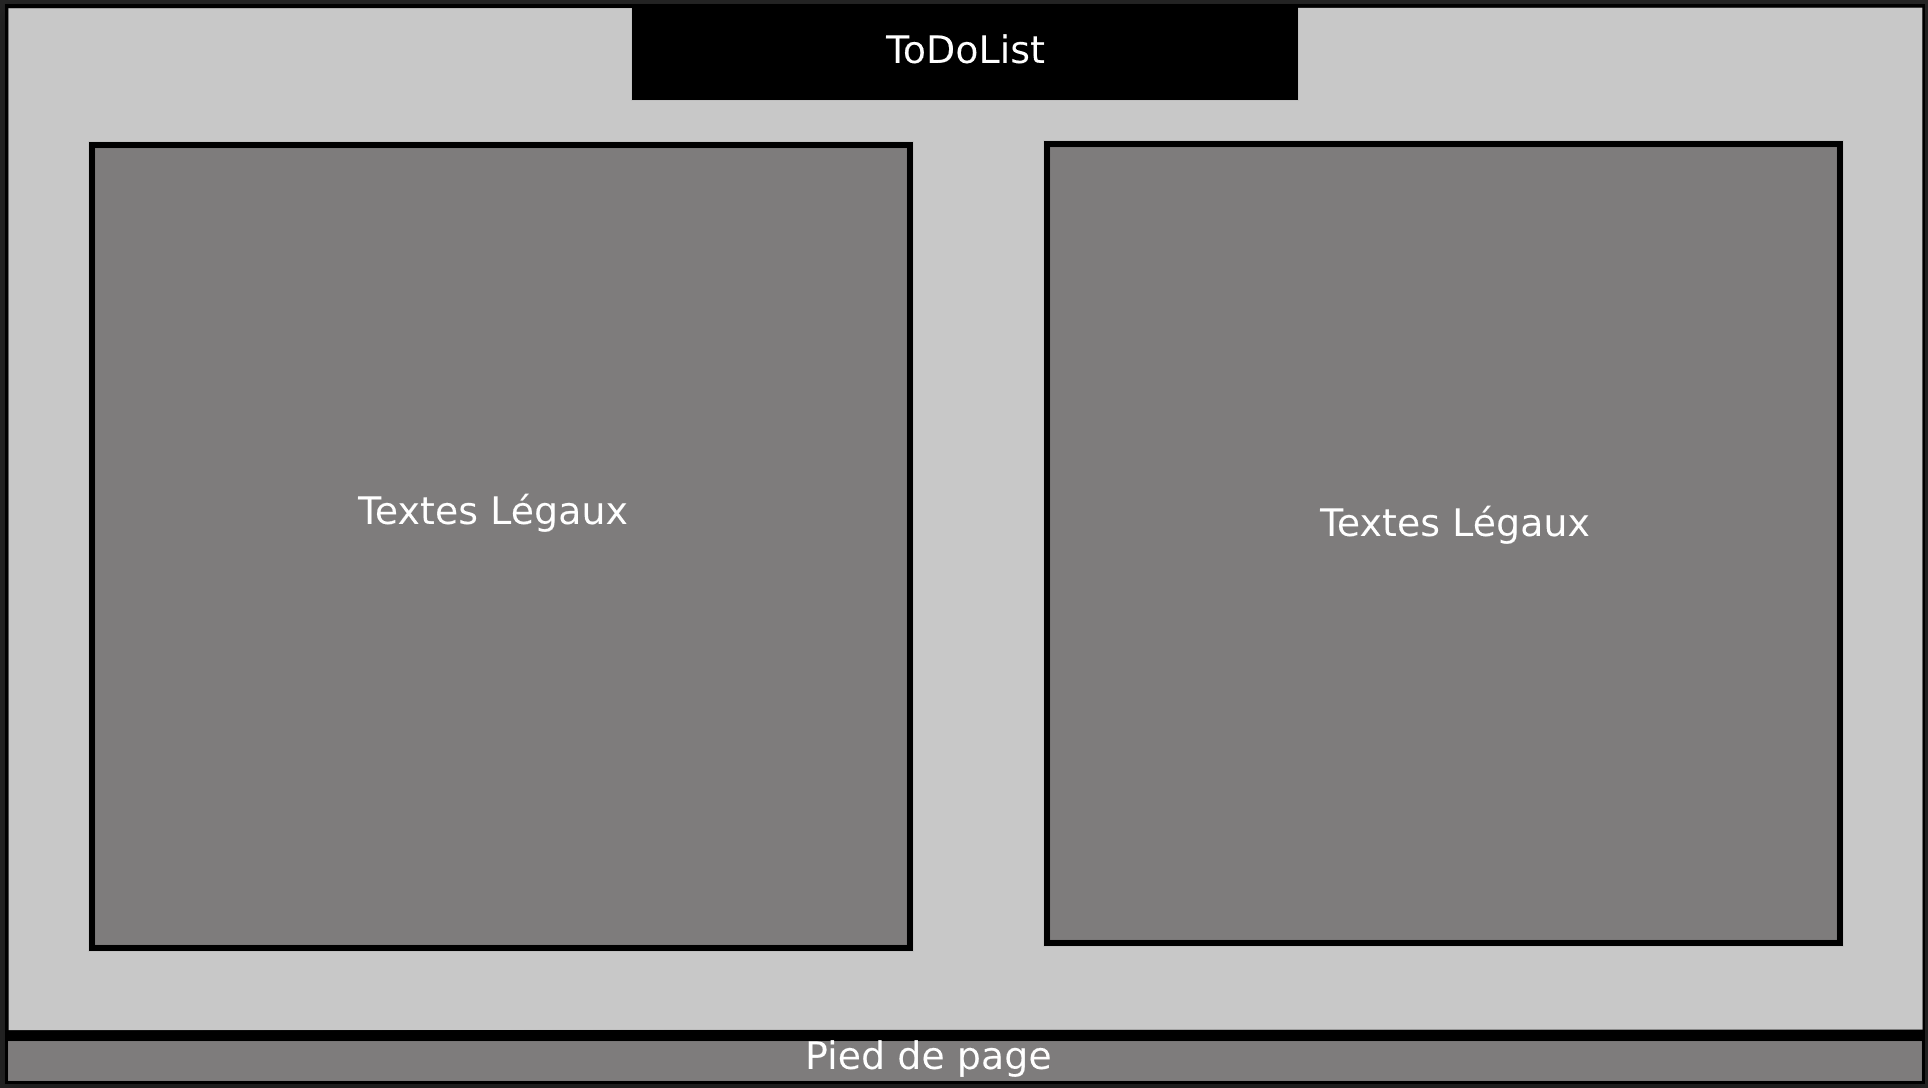 ToDoList
Textes Légaux
Textes Légaux
Pied de page